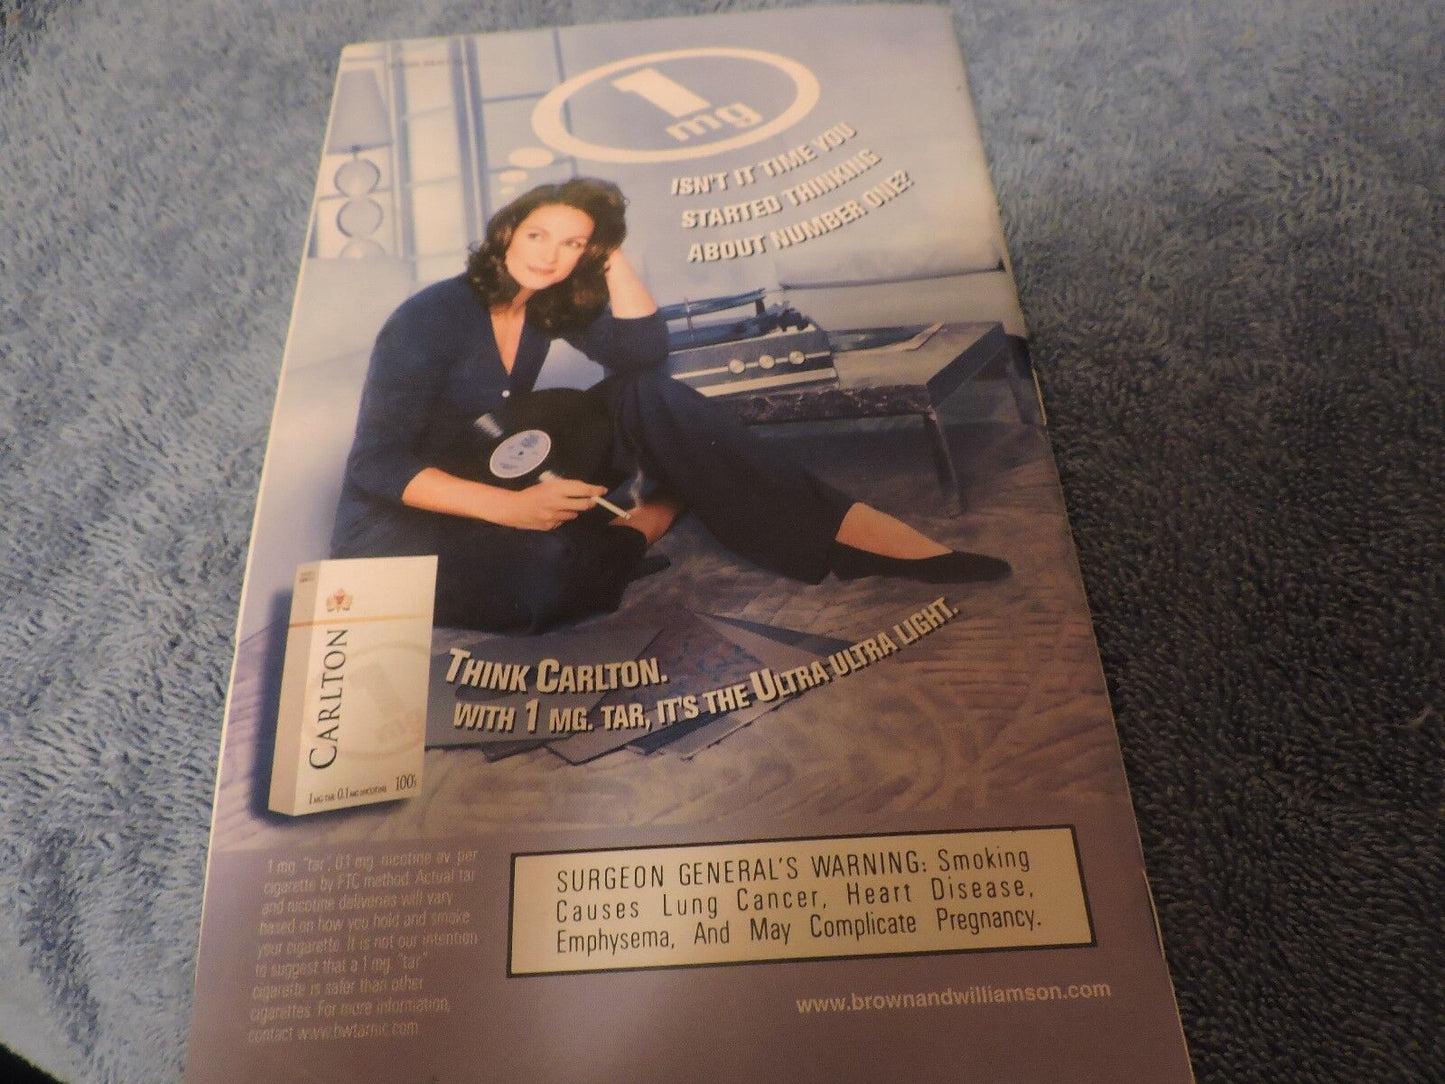 1
mg
ISN'T IT TIME YOU
STARTED THINKING
ABOUT NUMBER ONE?
CARLTON
1
mg
1 MG TAR 0.1 MG NICOTINE 100's
THINK CARLTON.
WITH 1 MG. TAR, IT'S THE ULTRA ULTRA LIGHT.
1 mg. "tar", 0.1 mg. nicotine av. per
cigarette by FTC method. Actual tar
and nicotine deliveries will vary
based on how you hold and smoke
your cigarette. It is not our intention
to suggest that a 1 mg. "tar"
cigarette is safer than other
cigarettes. For more information,
contact www.bwtarnic.com
SURGEON GENERAL'S WARNING: Smoking
Causes Lung Cancer, Heart Disease,
Emphysema, And May Complicate Pregnancy.
www.brownandwilliamson.com